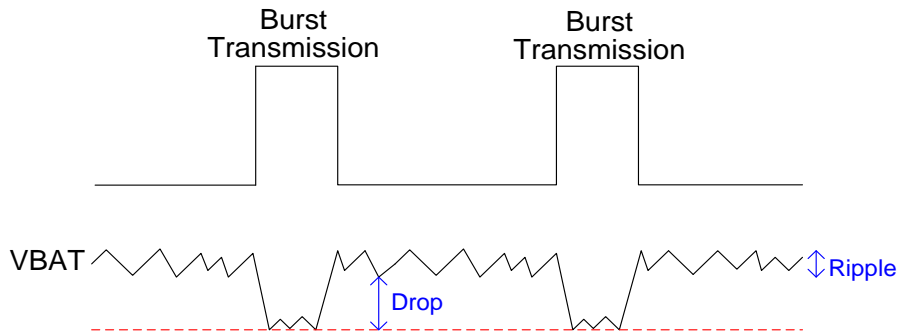 Burst
Transmission
Burst
Transmission
VBAT
Ripple
Drop